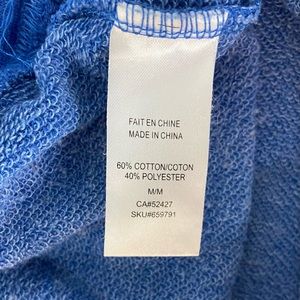 FAIT EN CHINE
MADE IN CHINA
60% COTTON/COTON
40% POLYESTER
M/M
CA#52427
SKU#659791